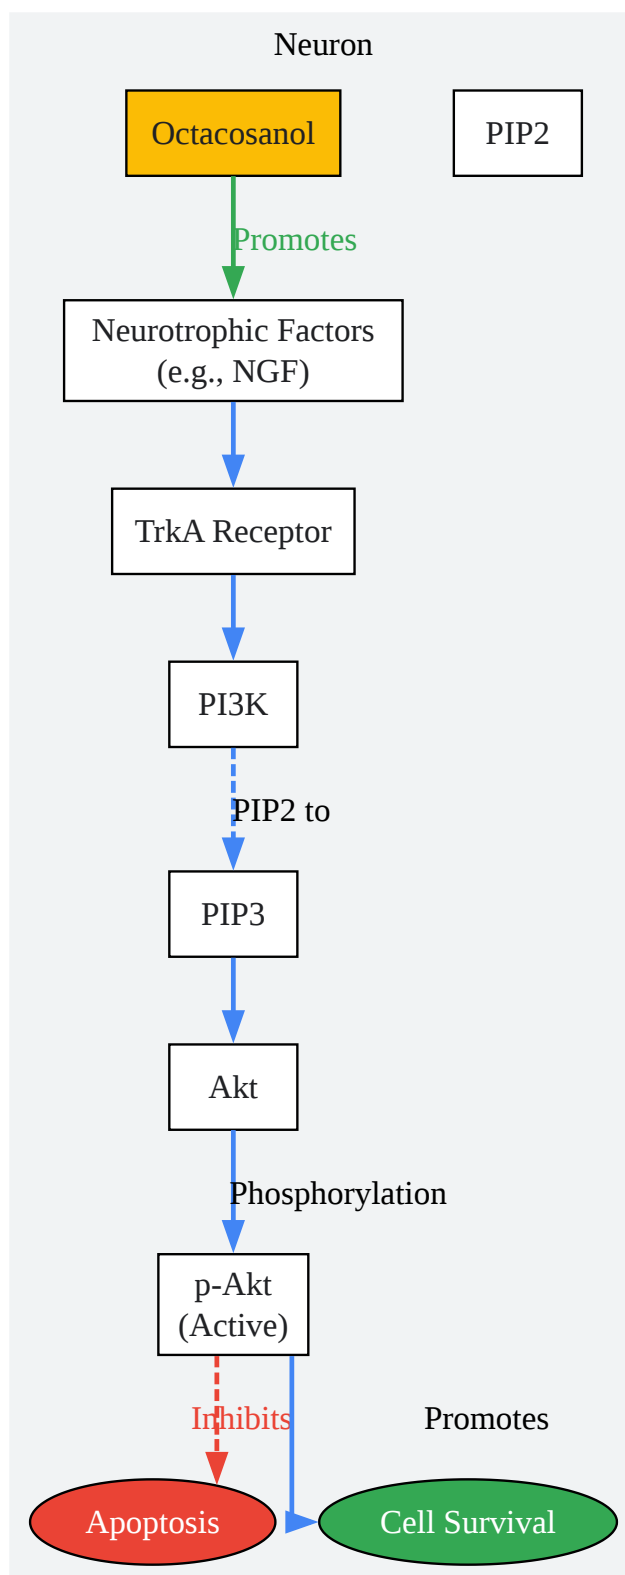 Neuron
Octacosanol
PIP2
Promotes
Neurotrophic Factors
(e.g., NGF)
TrkA Receptor
PI3K
PIP2 to
PIP3
Akt
Phosphorylation
p-Akt
(Active)
Inhibits
Promotes
Apoptosis
Cell Survival